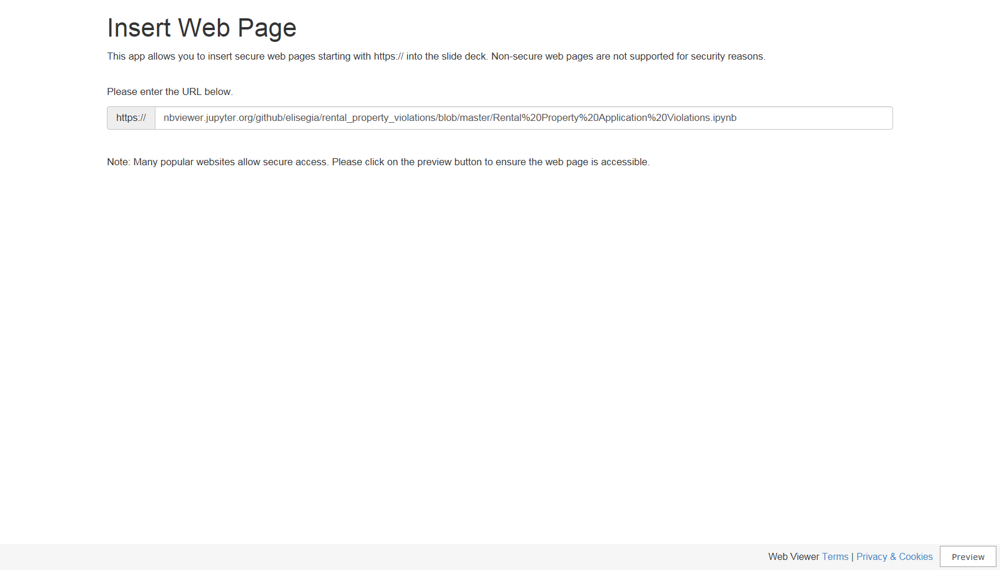 Insert Web Page
This app allows you to insert secure web pages starting with https:// into the slide deck. Non-secure web pages are not supported for security reasons.
Please enter the URL below.
https:// nbviewer.jupyter.org/github/elisegia/rental_property_violations/blob/master/Rental%20Property%20Application%20Violations.ipynb
Note: Many popular websites allow secure access. Please click on the preview button to ensure the web page is accessible.
Web Viewer Terms | Privacy & Cookies Preview